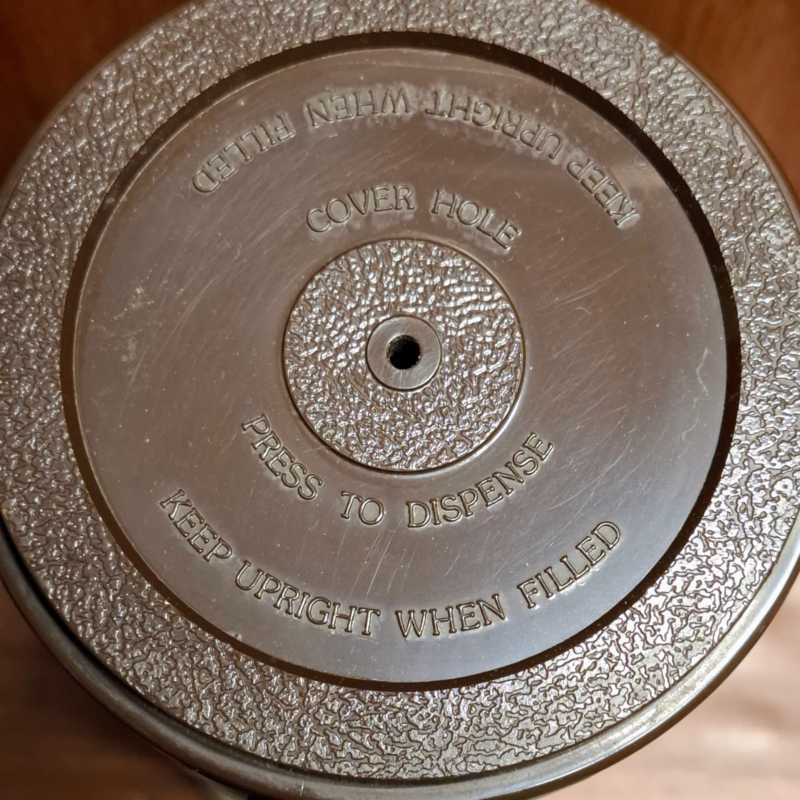 KEEP UPRIGHT WHEN FILLED
COVER HOLE
PRESS TO DISPENSE
KEEP UPRIGHT WHEN FILLED